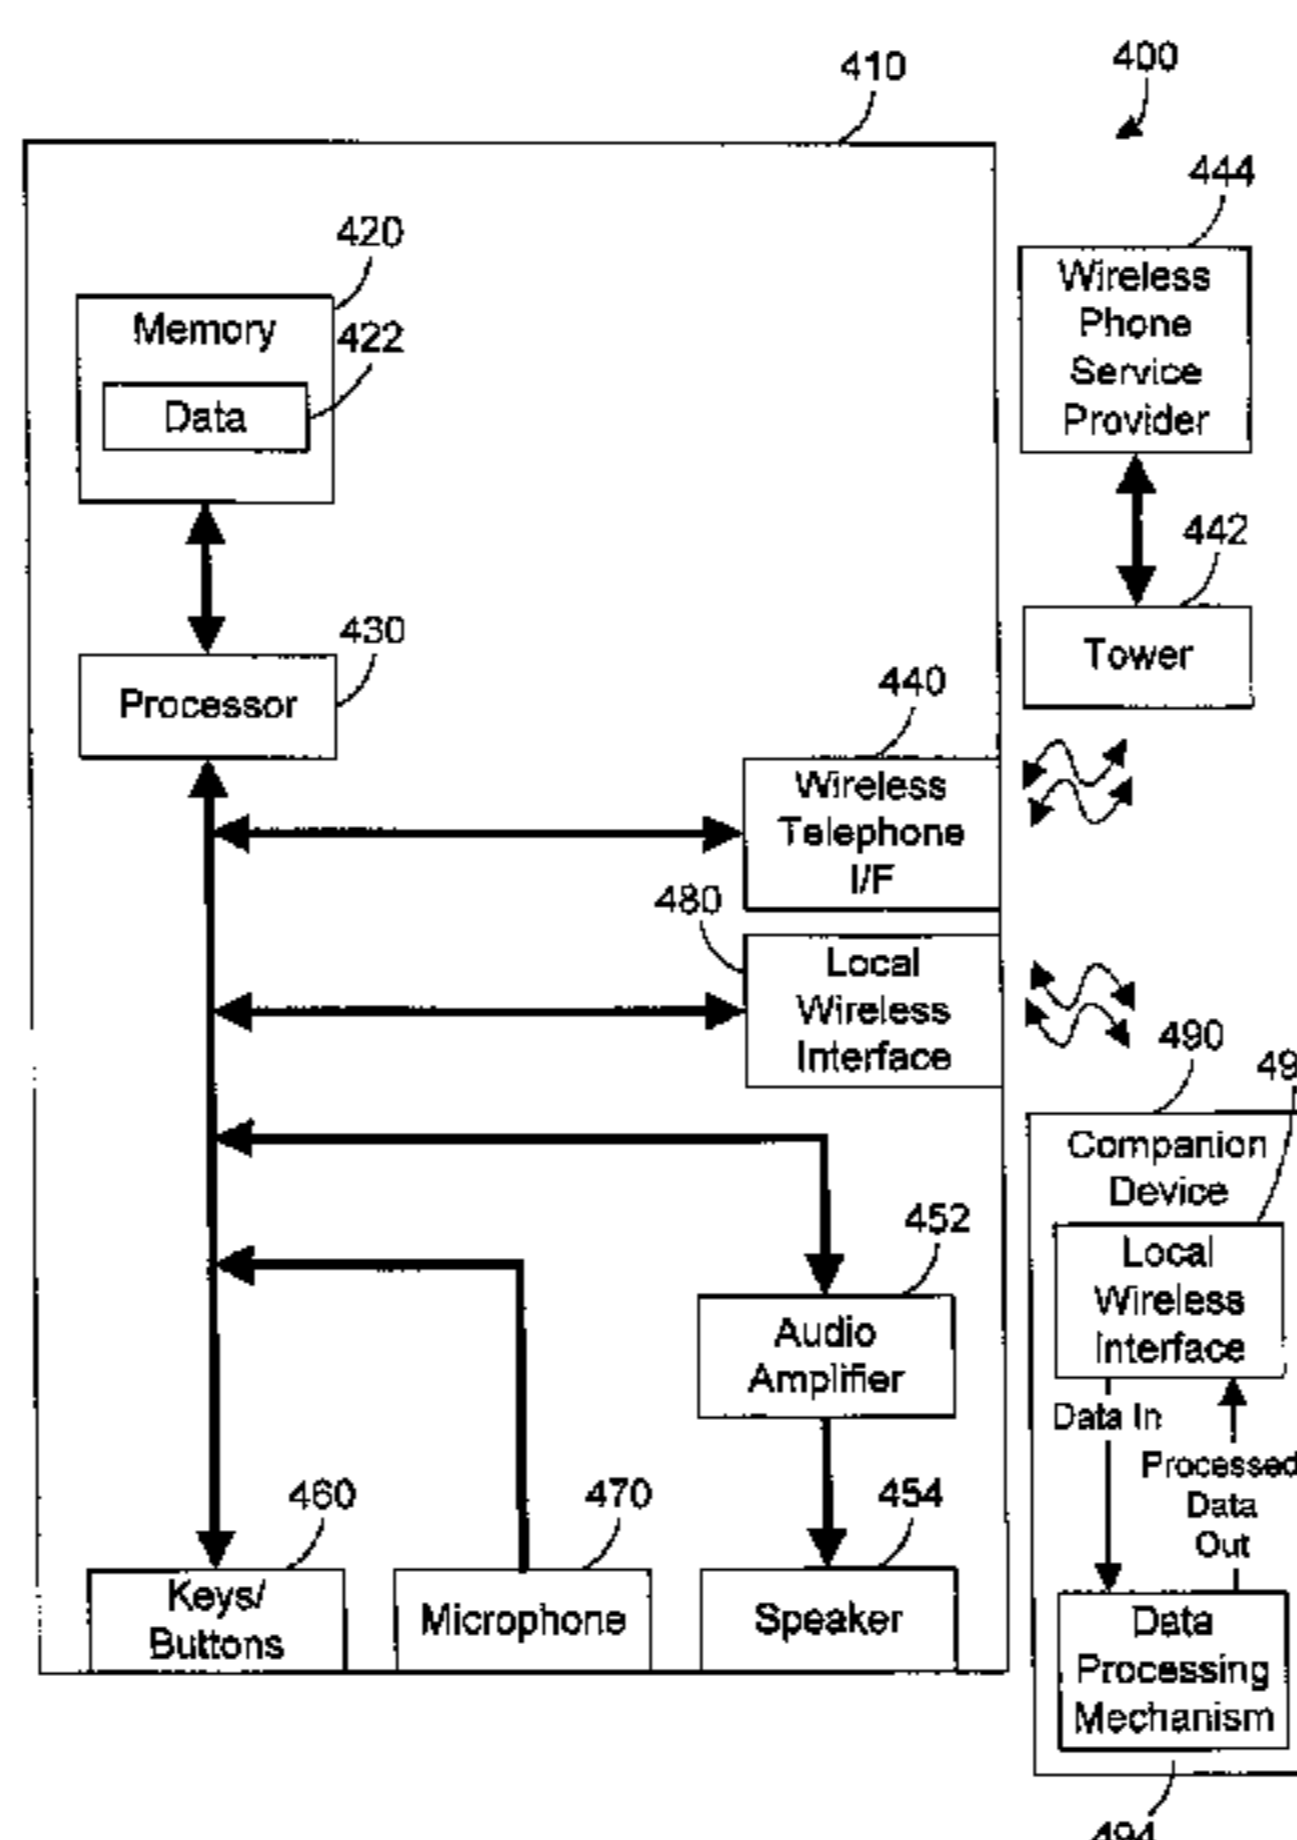 410
400
444
Wireless
Phone
Service
Provider
420
Memory
422
Data
442
Tower
430
Processor
440
Wireless
Telephone
I/F
480
Local
Wireless
Interface
490
Companion
Device
452
Local
Wireless
Interface
Audio
Amplifier
Data In
Processed
Data
Out
460
470
454
Keys/
Buttons
Microphone
Speaker
Data
Processing
Mechanism
494